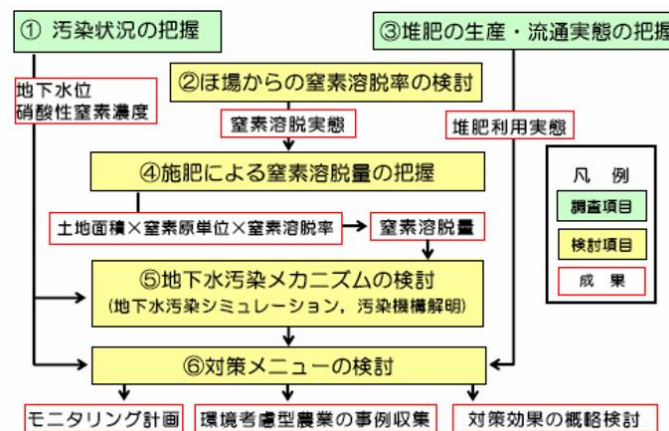 ① 汚染状況の把握
③堆肥の生産・流通実態の把握
地下水位
硝酸性窒素濃度
②ほ場からの窒素溶脱率の検討
窒素溶脱実態
堆肥利用実態
④施肥による窒素溶脱量の把握
土地面積×窒素原単位×窒素溶脱率
窒素溶脱量
凡 例
調査項目
検討項目
成 果
⑤地下水汚染メカニズムの検討
(地下水汚染シミュレーション, 汚染機構解明)
⑥対策メニューの検討
モニタリング計画
環境考慮型農業の事例収集
対策効果の概略検討